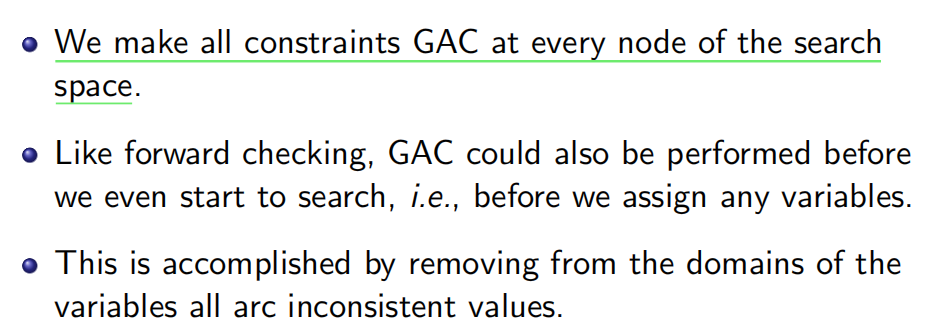 We make all constraints GAC at every node of the search
space.
Like forward checking, GAC could also be performed before
we even start to search, i.e., before we assign any variables.
This is accomplished by removing from the domains of the
variables all arc inconsistent values.